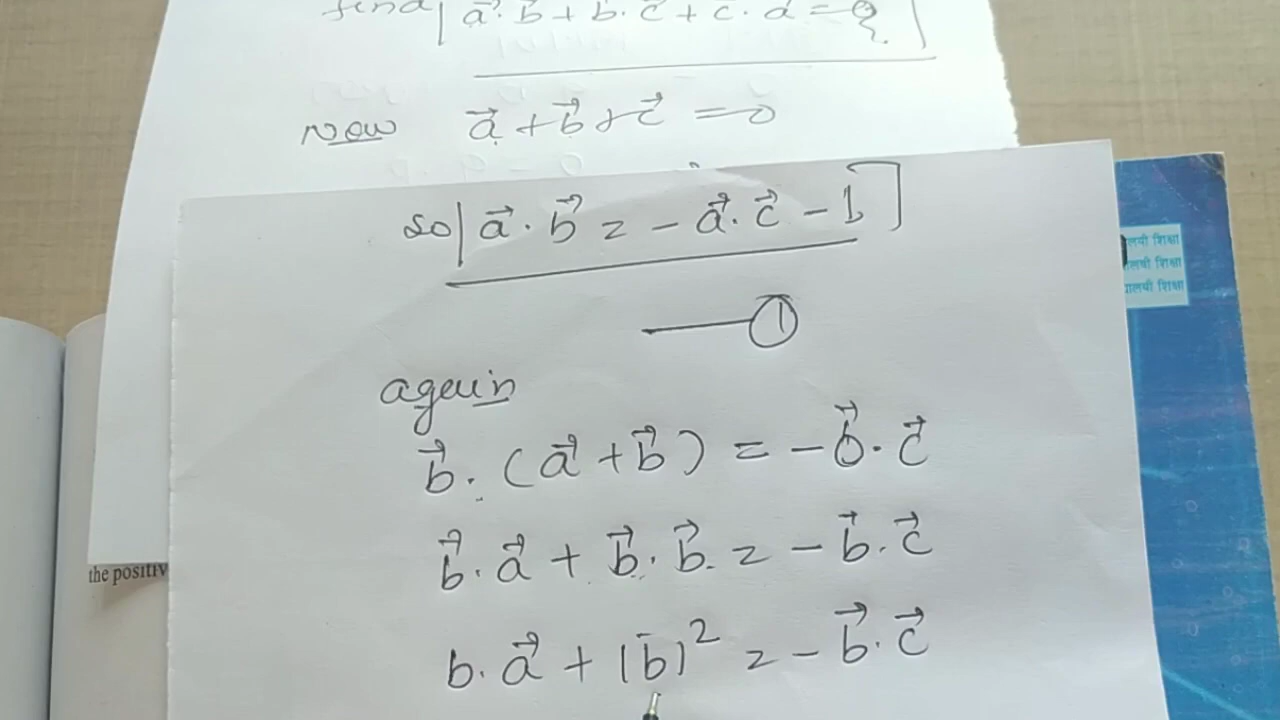 find a⃗·b⃗ + b⃗·c⃗ + c⃗·a⃗ = ?
Now a⃗ + b⃗ + c⃗ = 0
so a⃗·b⃗ = - a⃗·c⃗ - 1
①
again
b⃗·(a⃗ + b⃗) = - b⃗·c⃗
b⃗·a⃗ + b⃗·b⃗ = - b⃗·c⃗
b·a⃗ + |b⃗|² = - b⃗·c⃗
the positiv
शिक्षा
शिक्षा
शिक्षा